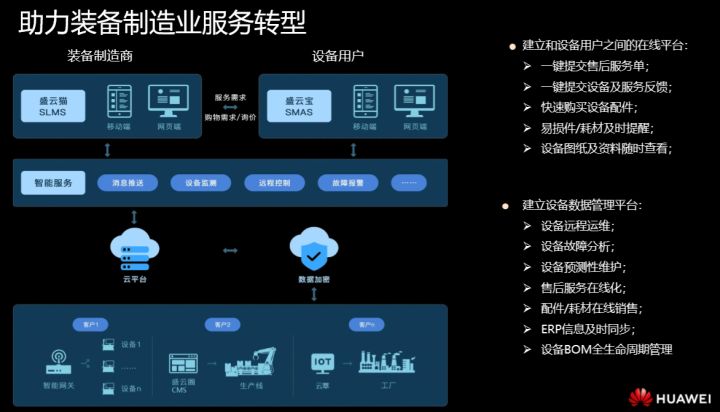 助力装备制造业服务转型
装备制造商
设备用户
盛云猫
SLMS
移动端
网页端
服务需求
购物需求/询价
盛云宝
SMAS
移动端
网页端
智能服务
消息推送
设备监测
远程控制
故障报警
……
云平台
数据加密
客户1
客户2
客户n
智能网关
设备1
……
设备n
盛云圈
CMS
生产线
IOT
云覃
工厂
建立和设备用户之间的在线平台：
一键提交售后服务单；
一键提交设备及服务反馈；
快速购买设备配件；
易损件/耗材及时提醒；
设备图纸及资料随时查看；
建立设备数据管理平台：
设备远程运维；
设备故障分析；
设备预测性维护；
售后服务在线化；
配件/耗材在线销售；
ERP信息及时同步；
设备BOM全生命周期管理
HUAWEI